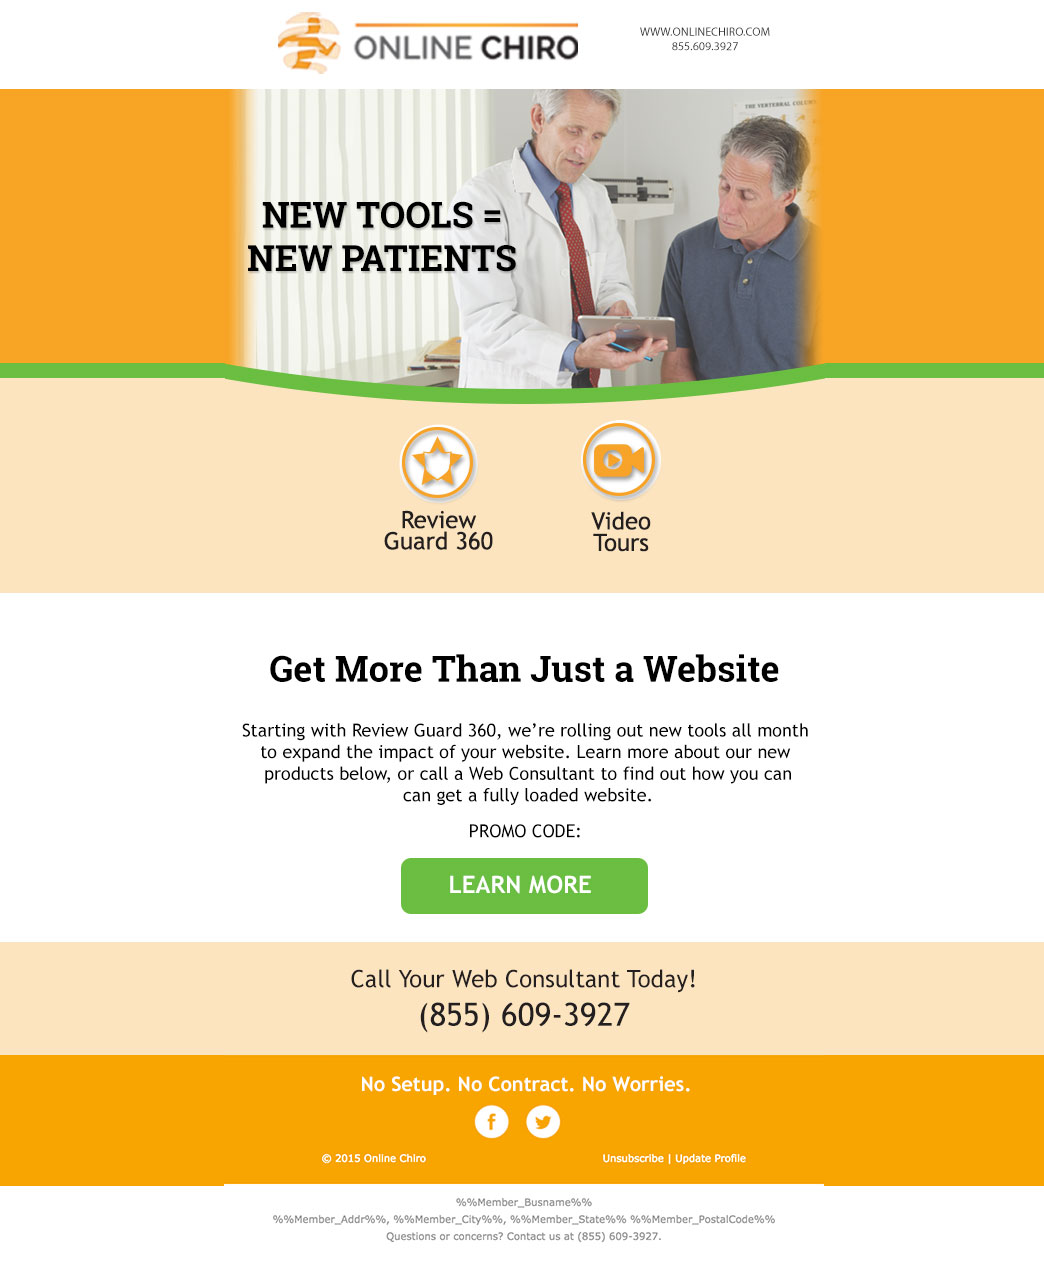 ONLINE CHIRO
WWW.ONLINECHIRO.COM
855.609.3927
THE VERTEBRAL
NEW TOOLS =
NEW PATIENTS
Review
Guard 360
Video
Tours
Get More Than Just a Website
Starting with Review Guard 360, we’re rolling out new tools all month
to expand the impact of your website. Learn more about our new
products below, or call a Web Consultant to find out how you can
can get a fully loaded website.
PROMO CODE:
LEARN MORE
Call Your Web Consultant Today!
(855) 609-3927
No Setup. No Contract. No Worries.
© 2015 Online Chiro
Unsubscribe | Update Profile
%%Member_Busname%%
%%Member_Addr%%, %%Member_City%%, %%Member_State%% %%Member_PostalCode%%
Questions or concerns? Contact us at (855) 609-3927.